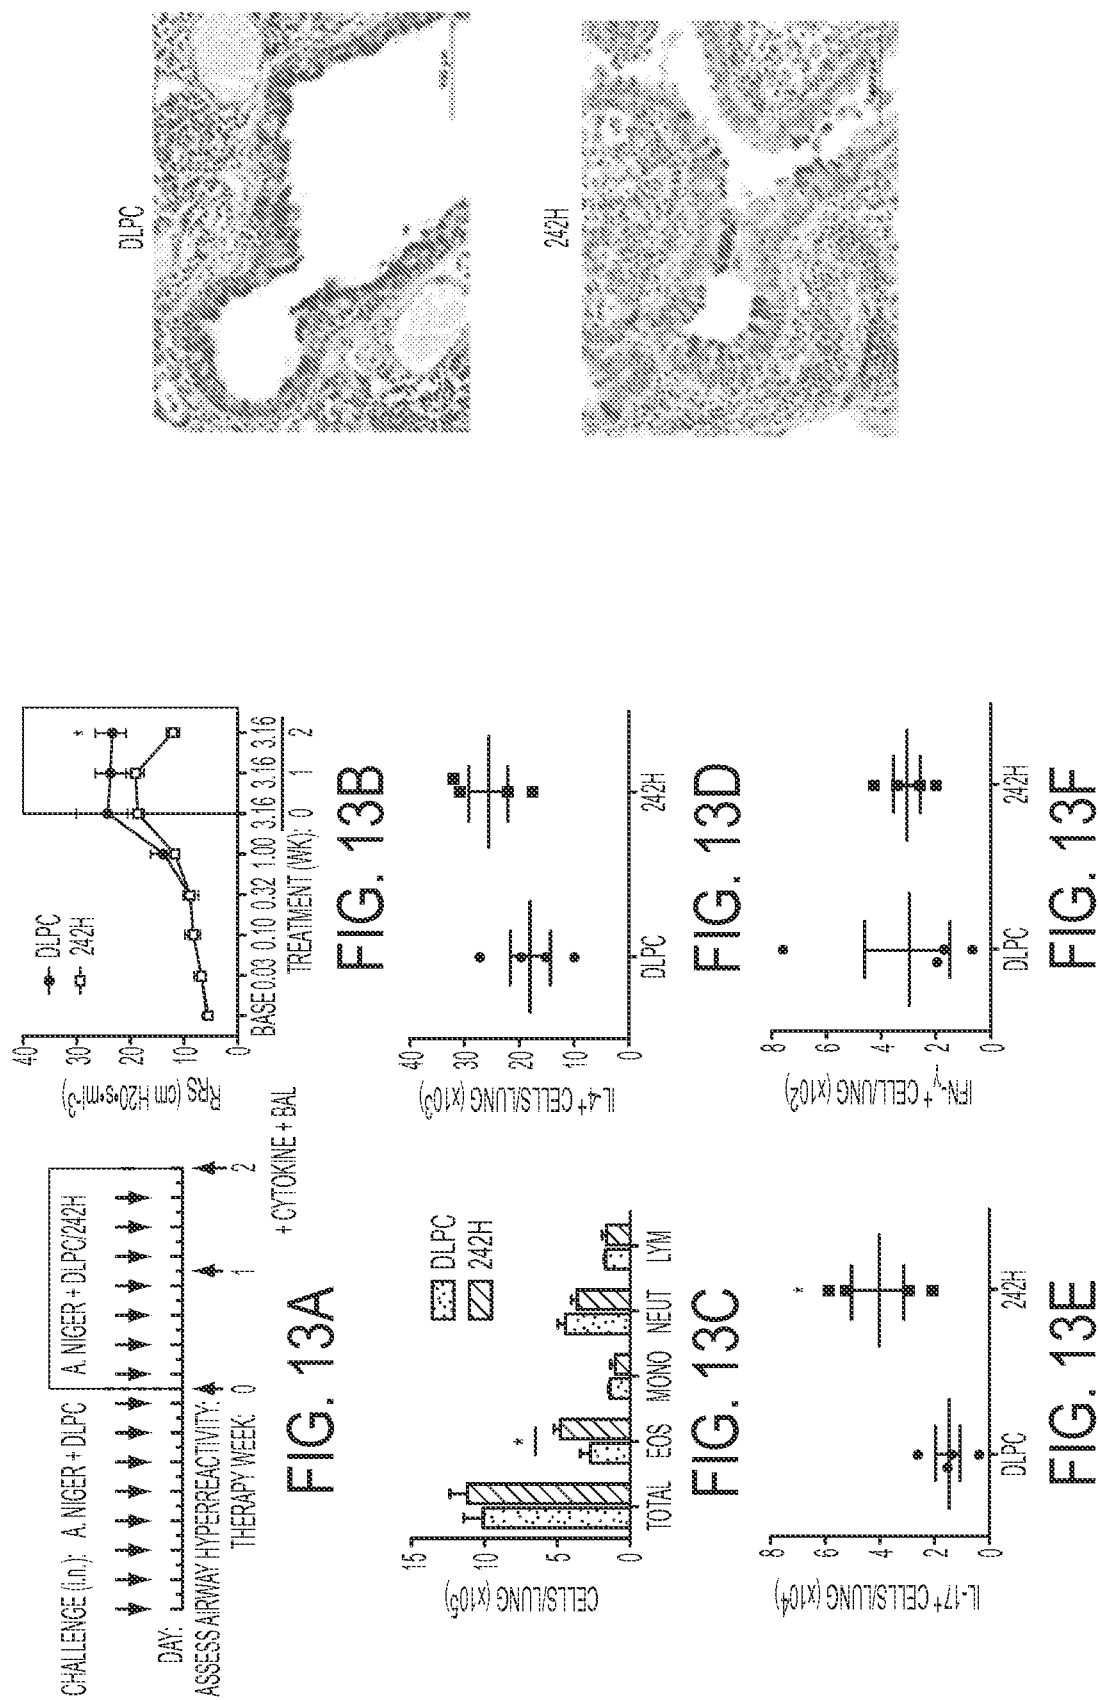 CHALLENGE (i.n.): A. NIGER + DLPC A. NIGER + DLPC/242H
DAY:
ASSESS AIRWAY HYPERREACTIVITY:
THERAPY WEEK: 0 1 2
+ CYTOKINE + BAL
FIG. 13A
DLPC
242H
RRS (cm H20•s•ml^-3)
40
30
20
10
0
*
BASE 0.03 0.10 0.32 1.00 3.16 3.16 3.16
TREATMENT (WK): 0 1 2
FIG. 13B
DLPC
242H
CELLS/LUNG (x10⁵)
15
10
5
0
*
TOTAL EOS MONO NEUT LYM
FIG. 13C
IL-4⁺ CELLS/LUNG (x10³)
40
30
20
10
0
DLPC 242H
FIG. 13D
IL-17⁺ CELLS/LUNG (x10⁴)
8
6
4
2
0
*
DLPC 242H
FIG. 13E
IFN-γ⁺ CELL/LUNG (x10²)
8
6
4
2
0
DLPC 242H
FIG. 13F
DLPC
242H